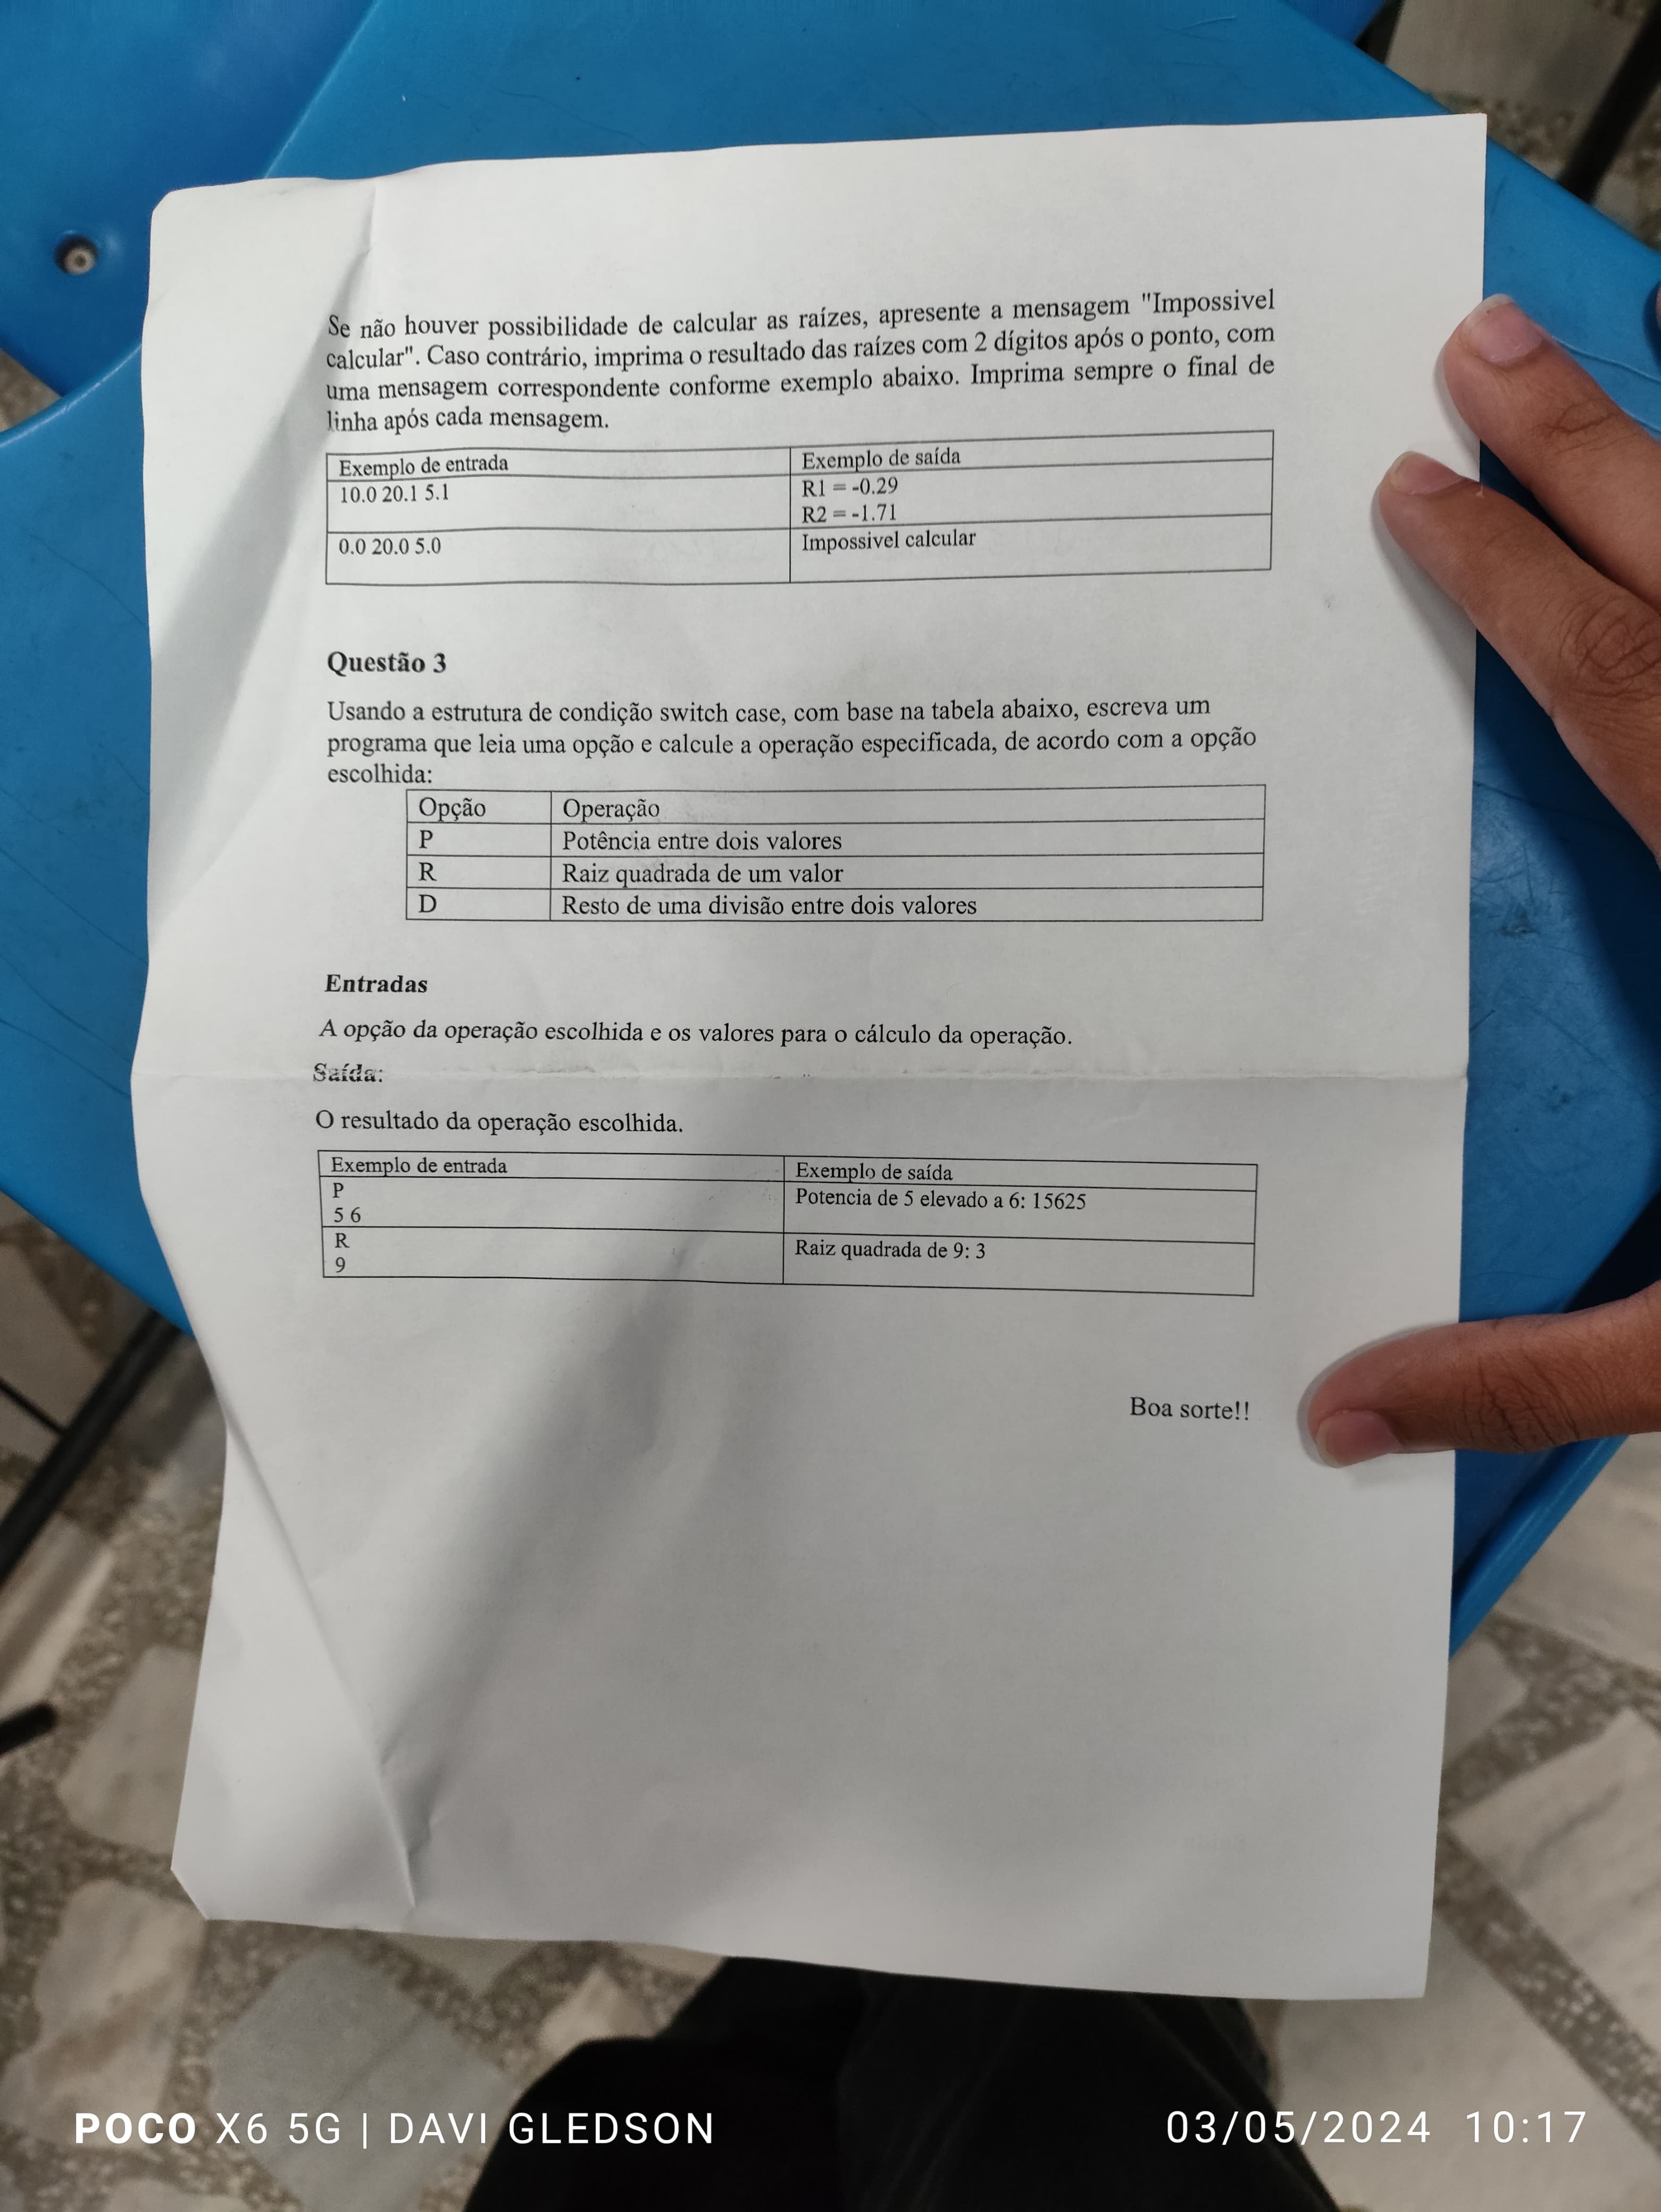 Se não houver possibilidade de calcular as raízes, apresente a mensagem "Impossivel
calcular". Caso contrário, imprima o resultado das raízes com 2 dígitos após o ponto, com
uma mensagem correspondente conforme exemplo abaixo. Imprima sempre o final de
linha após cada mensagem.
Exemplo de entrada Exemplo de saída
10.0 20.1 5.1 R1 = -0.29
R2 = -1.71
0.0 20.0 5.0 Impossivel calcular
Questão 3
Usando a estrutura de condição switch case, com base na tabela abaixo, escreva um
programa que leia uma opção e calcule a operação especificada, de acordo com a opção
escolhida:
Opção Operação
P Potência entre dois valores
R Raiz quadrada de um valor
D Resto de uma divisão entre dois valores
Entradas
A opção da operação escolhida e os valores para o cálculo da operação.
Saída:
O resultado da operação escolhida.
Exemplo de entrada Exemplo de saída
P Potencia de 5 elevado a 6: 15625
5 6
R Raiz quadrada de 9: 3
9
Boa sorte!!
POCO X6 5G | DAVI GLEDSON 03/05/2024 10:17